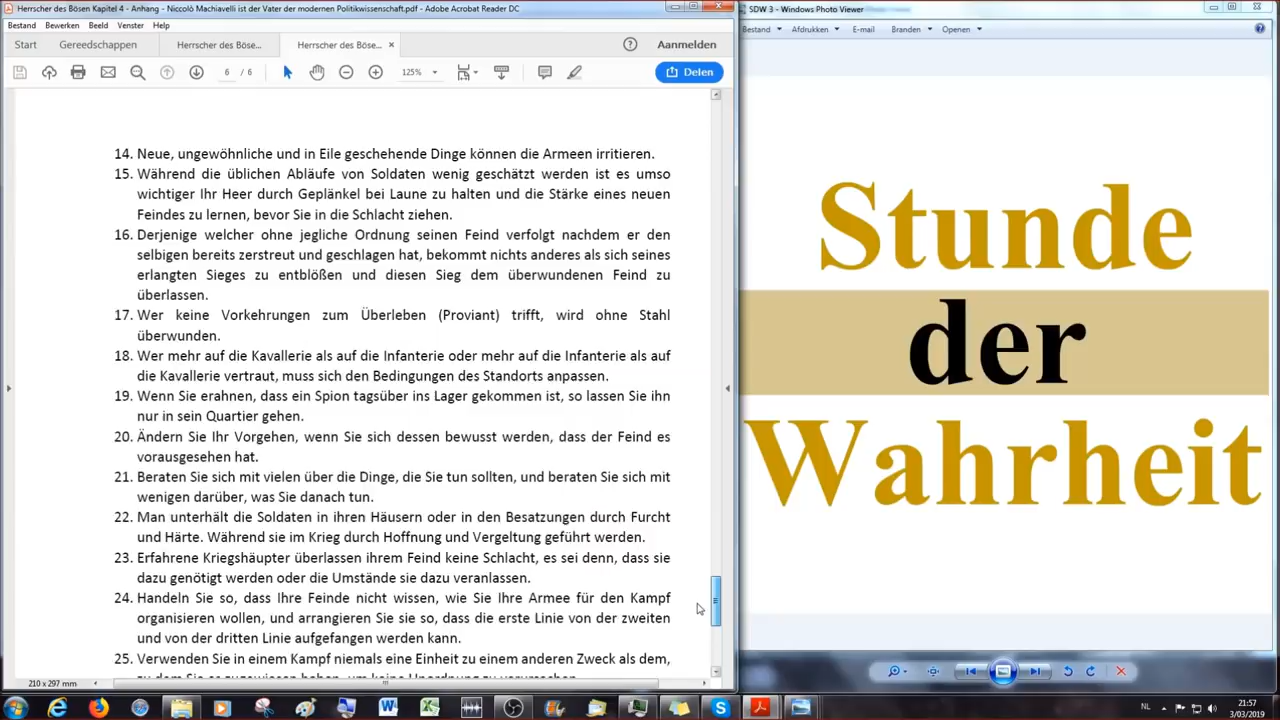 Herrscher des Bösen Kapitel 4 - Anhang - Niccolò Machiavelli ist der Vater der modernen Politikwissenschaft.pdf - Adobe Acrobat Reader DC
Bestand Bewerken Beeld Venster Help
Start Gereedschappen Herrscher des Böse... Herrscher des Böse... × Aanmelden
6 / 6 125% Delen
14. Neue, ungewöhnliche und in Eile geschehende Dinge können die Armeen irritieren.
15. Während die üblichen Abläufe von Soldaten wenig geschätzt werden ist es umso
wichtiger Ihr Heer durch Geplänkel bei Laune zu halten und die Stärke eines neuen
Feindes zu lernen, bevor Sie in die Schlacht ziehen.
16. Derjenige welcher ohne jegliche Ordnung seinen Feind verfolgt nachdem er den
selbigen bereits zerstreut und geschlagen hat, bekommt nichts anderes als sich seines
erlangten Sieges zu entblößen und diesen Sieg dem überwundenen Feind zu
überlassen.
17. Wer keine Vorkehrungen zum Überleben (Proviant) trifft, wird ohne Stahl
überwunden.
18. Wer mehr auf die Kavallerie als auf die Infanterie oder mehr auf die Infanterie als auf
die Kavallerie vertraut, muss sich den Bedingungen des Standorts anpassen.
19. Wenn Sie erahnen, dass ein Spion tagsüber ins Lager gekommen ist, so lassen Sie ihn
nur in sein Quartier gehen.
20. Ändern Sie Ihr Vorgehen, wenn Sie sich dessen bewusst werden, dass der Feind es
vorausgesehen hat.
21. Beraten Sie sich mit vielen über die Dinge, die Sie tun sollten, und beraten Sie sich mit
wenigen darüber, was Sie danach tun.
22. Man unterhält die Soldaten in ihren Häusern oder in den Besatzungen durch Furcht
und Härte. Während sie im Krieg durch Hoffnung und Vergeltung geführt werden.
23. Erfahrene Kriegshäupter überlassen ihrem Feind keine Schlacht, es sei denn, dass sie
dazu genötigt werden oder die Umstände sie dazu veranlassen.
24. Handeln Sie so, dass Ihre Feinde nicht wissen, wie Sie Ihre Armee für den Kampf
organisieren wollen, und arrangieren Sie sie so, dass die erste Linie von der zweiten
und von der dritten Linie aufgefangen werden kann.
25. Verwenden Sie in einem Kampf niemals eine Einheit zu einem anderen Zweck als dem,
210 x 297 mm
SDW 3 - Windows Photo Viewer
Bestand Afdrukken E-mail Branden Openen
Stunde
der
Wahrheit
NL 21:57
3/03/2019